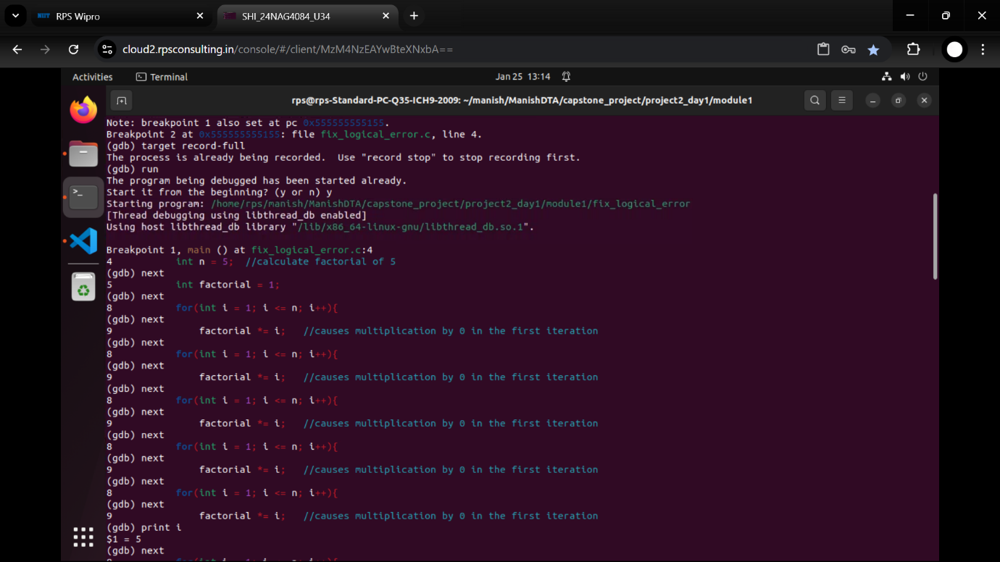 RPS Wipro
SHI_24NAG4084_U34
cloud2.rpsconsulting.in/console/#/client/MzM4NzEAYwBteXNxbA==
Activities
Terminal
Jan 25 13:14
rps@rps-Standard-PC-Q35-ICH9-2009: ~/manish/ManishDTA/capstone_project/project2_day1/module1
Note: breakpoint 1 also set at pc 0x555555555155.
Breakpoint 2 at 0x555555555155: file fix_logical_error.c, line 4.
(gdb) target record-full
The process is already being recorded.  Use "record stop" to stop recording first.
(gdb) run
The program being debugged has been started already.
Start it from the beginning? (y or n) y
Starting program: /home/rps/manish/ManishDTA/capstone_project/project2_day1/module1/fix_logical_error
[Thread debugging using libthread_db enabled]
Using host libthread_db library "/lib/x86_64-linux-gnu/libthread_db.so.1".
Breakpoint 1, main () at fix_logical_error.c:4
4           int n = 5;  //calculate factorial of 5
(gdb) next
5           int factorial = 1;
(gdb) next
8           for(int i = 1; i <= n; i++){
(gdb) next
9               factorial *= i;   //causes multiplication by 0 in the first iteration
(gdb) next
8           for(int i = 1; i <= n; i++){
(gdb) next
9               factorial *= i;   //causes multiplication by 0 in the first iteration
(gdb) next
8           for(int i = 1; i <= n; i++){
(gdb) next
9               factorial *= i;   //causes multiplication by 0 in the first iteration
(gdb) next
8           for(int i = 1; i <= n; i++){
(gdb) next
9               factorial *= i;   //causes multiplication by 0 in the first iteration
(gdb) next
8           for(int i = 1; i <= n; i++){
(gdb) next
9               factorial *= i;   //causes multiplication by 0 in the first iteration
(gdb) print i
$1 = 5
(gdb) next